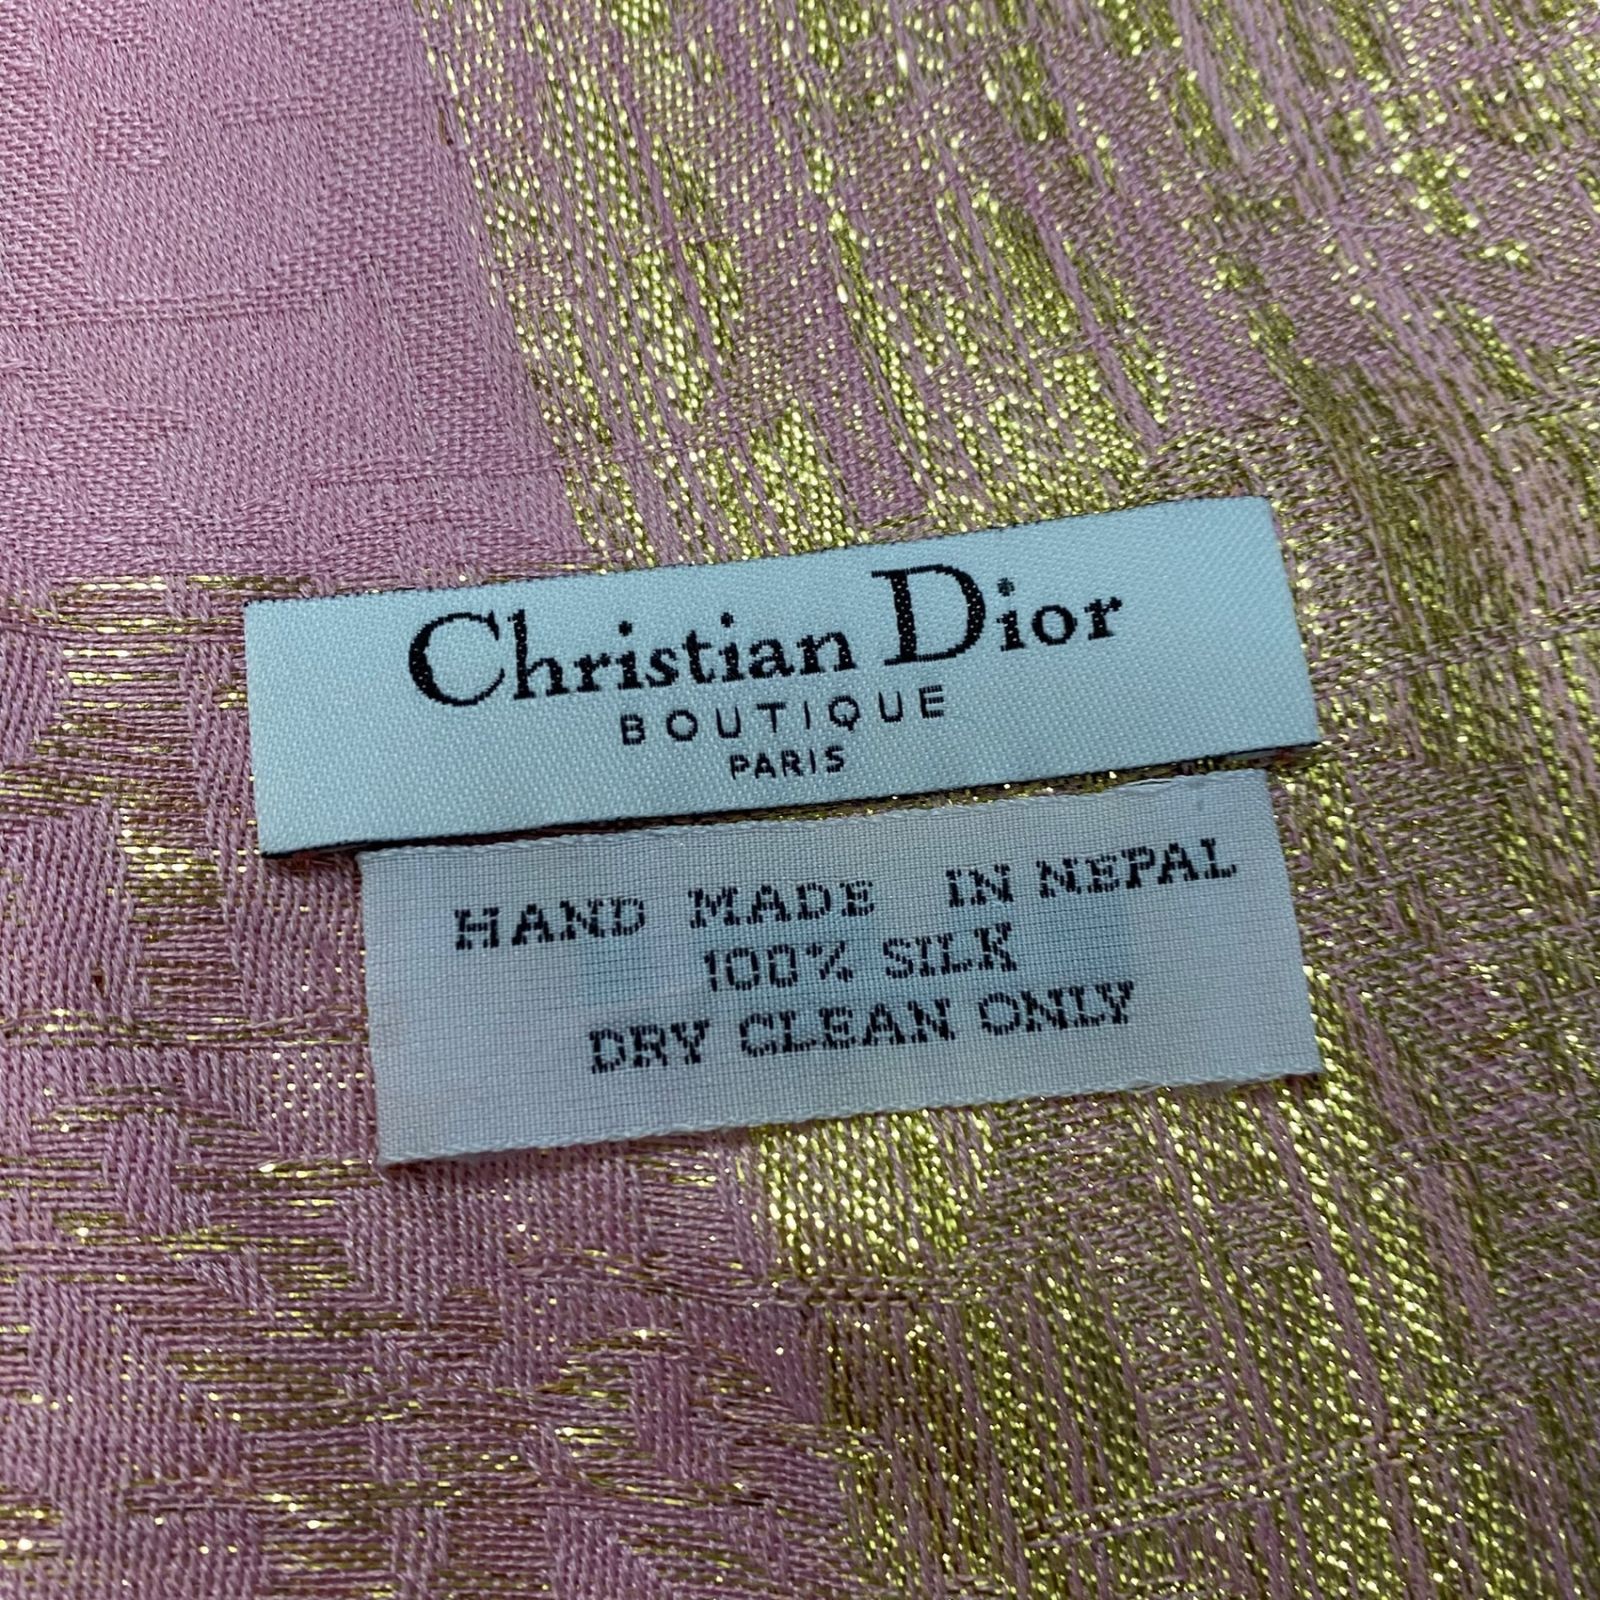 Christian Dior
BOUTIQUE
PARIS
HAND MADE IN NEPAL
100% SILK
DRY CLEAN ONLY